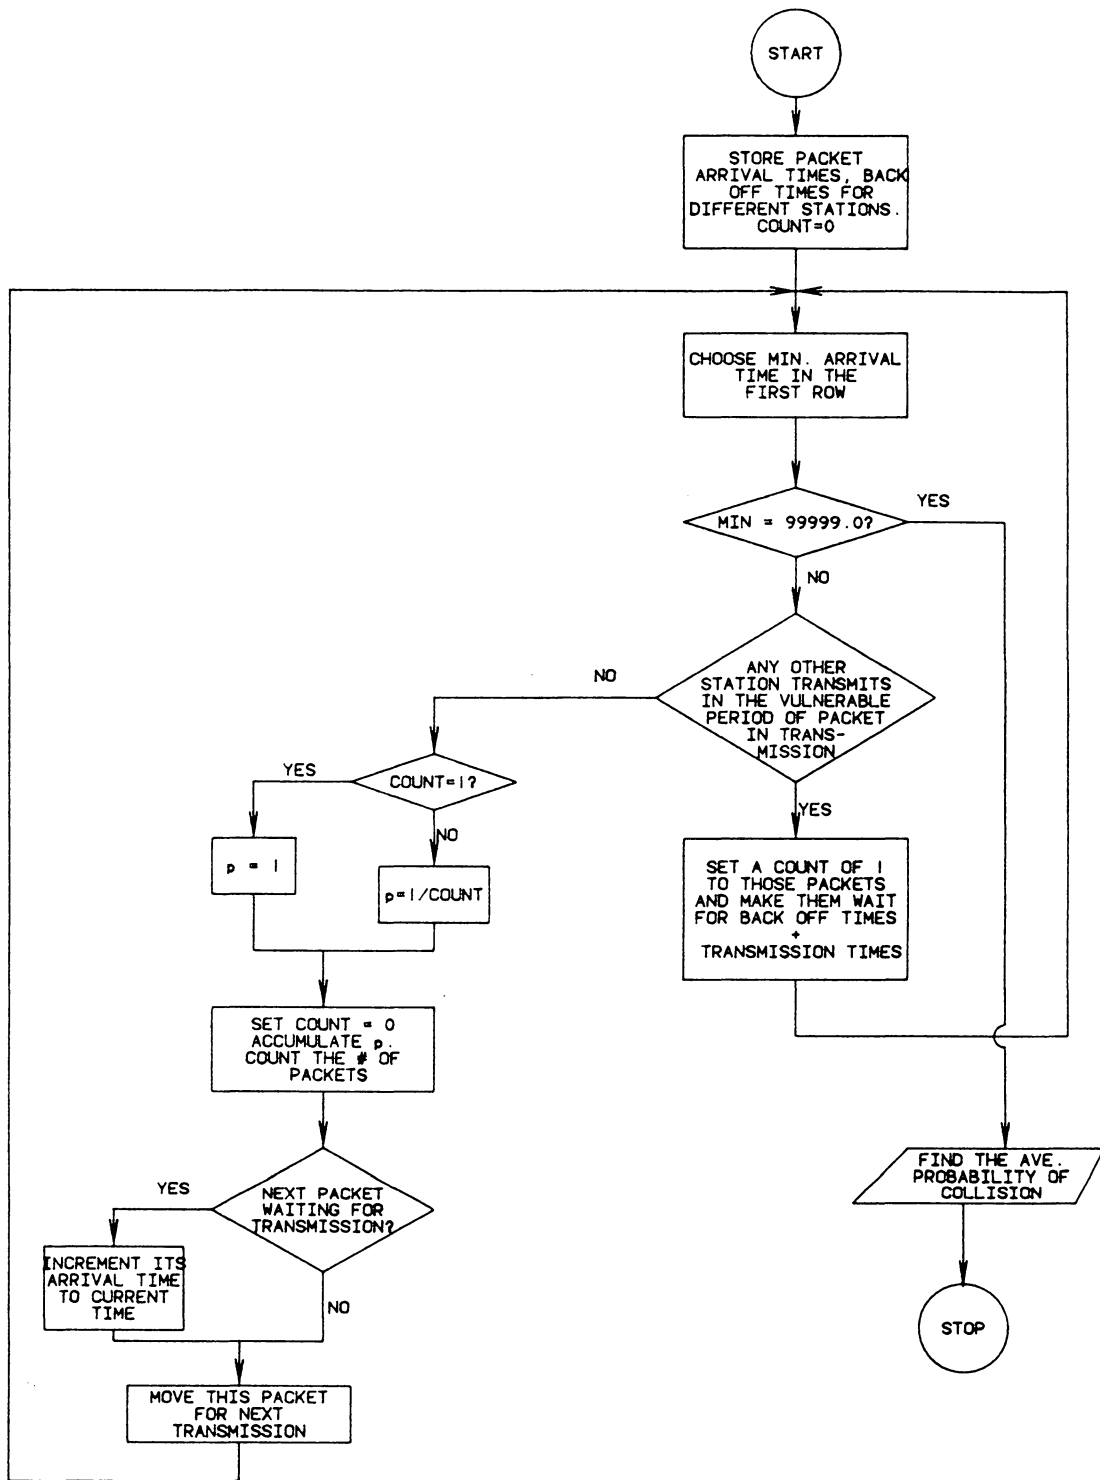 START
STORE PACKET
ARRIVAL TIMES, BACK
OFF TIMES FOR
DIFFERENT STATIONS.
COUNT=0
CHOOSE MIN. ARRIVAL
TIME IN THE
FIRST ROW
MIN = 99999.0?
YES
NO
ANY OTHER
STATION TRANSMITS
IN THE VULNERABLE
PERIOD OF PACKET
IN TRANS-
MISSION
NO
YES
COUNT=1?
YES
NO
p = 1
p=1/COUNT
SET A COUNT OF 1
TO THOSE PACKETS
AND MAKE THEM WAIT
FOR BACK OFF TIMES
+
TRANSMISSION TIMES
SET COUNT = 0
ACCUMULATE p.
COUNT THE # OF
PACKETS
NEXT PACKET
WAITING FOR
TRANSMISSION?
YES
NO
INCREMENT ITS
ARRIVAL TIME
TO CURRENT
TIME
MOVE THIS PACKET
FOR NEXT
TRANSMISSION
FIND THE AVE.
PROBABILITY OF
COLLISION
STOP